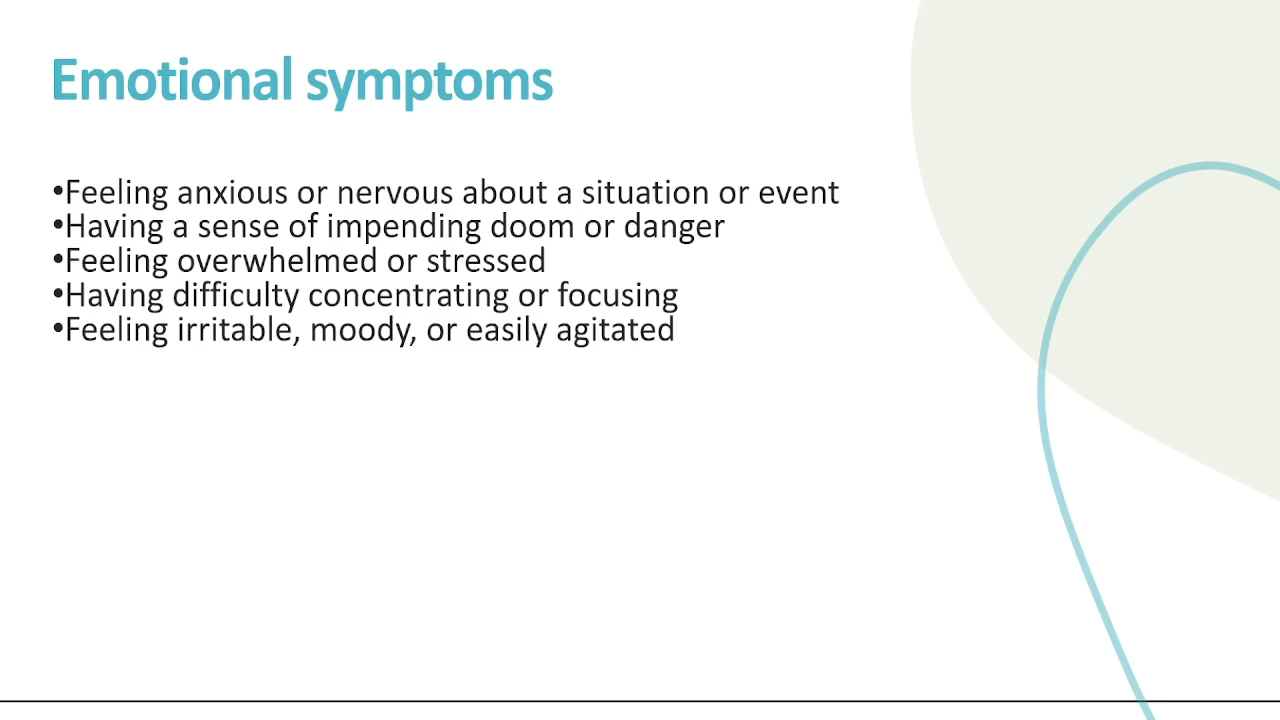 Emotional symptoms
•Feeling anxious or nervous about a situation or event
•Having a sense of impending doom or danger
•Feeling overwhelmed or stressed
•Having difficulty concentrating or focusing
•Feeling irritable, moody, or easily agitated